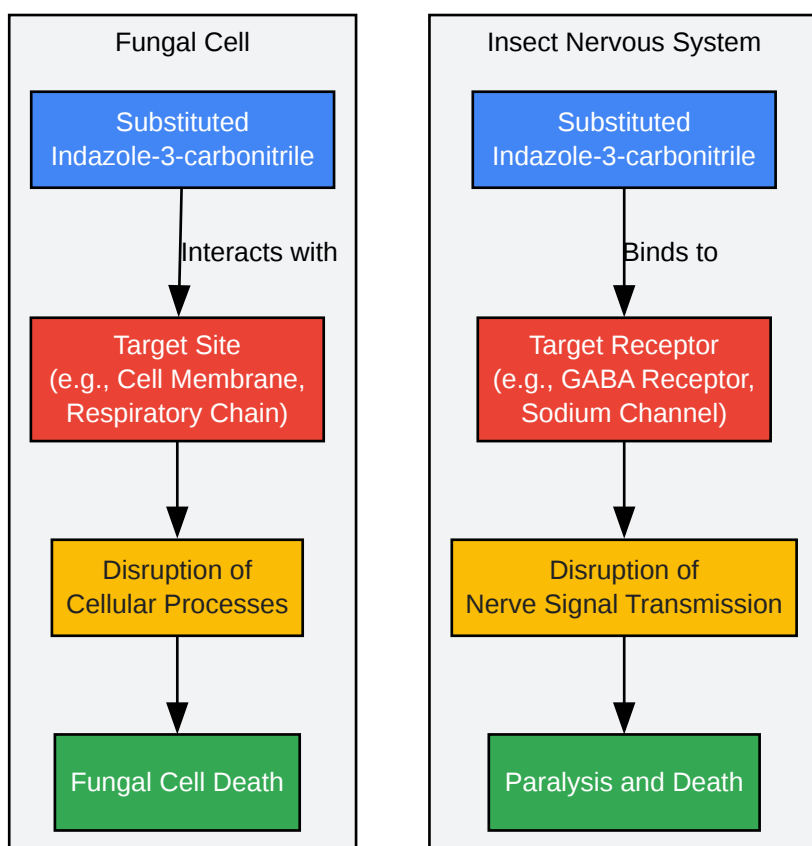 Fungal Cell
Substituted
Indazole-3-carbonitrile
Interacts with
Target Site
(e.g., Cell Membrane,
Respiratory Chain)
Disruption of
Cellular Processes
Fungal Cell Death
Insect Nervous System
Substituted
Indazole-3-carbonitrile
Binds to
Target Receptor
(e.g., GABA Receptor,
Sodium Channel)
Disruption of
Nerve Signal Transmission
Paralysis and Death